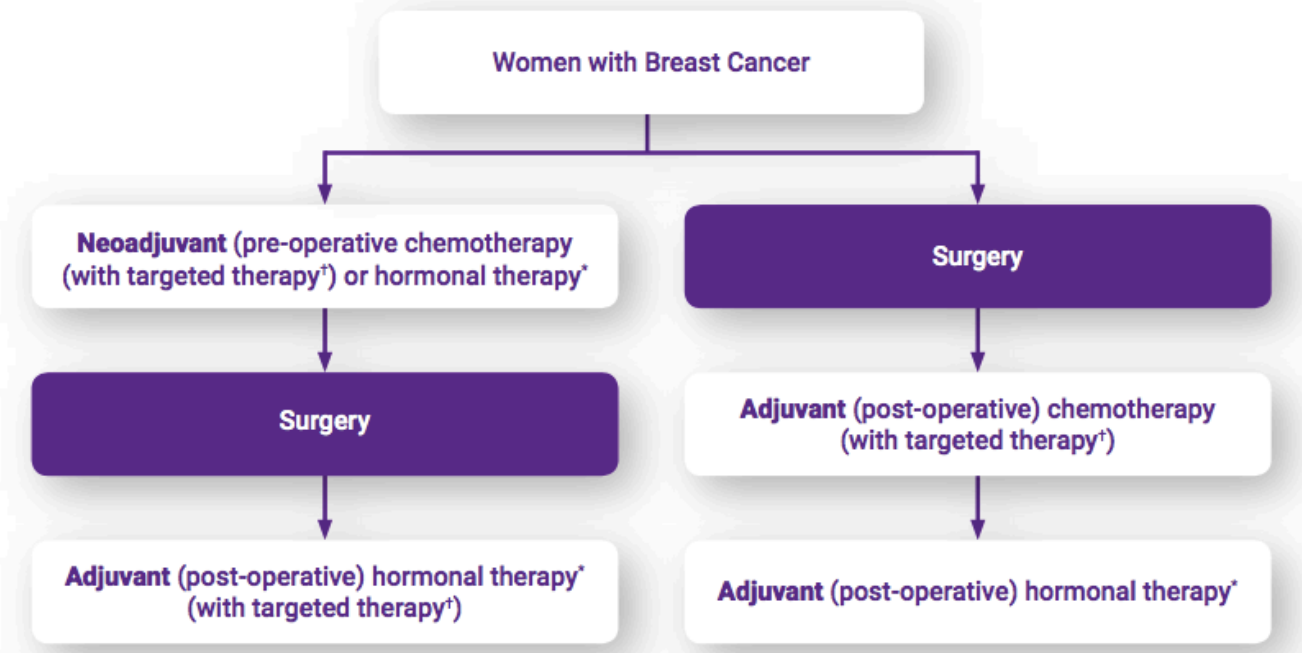 Women with Breast Cancer
Neoadjuvant (pre-operative chemotherapy
(with targeted therapy†) or hormonal therapy*
Surgery
Surgery
Adjuvant (post-operative) chemotherapy
(with targeted therapy†)
Adjuvant (post-operative) hormonal therapy*
(with targeted therapy†)
Adjuvant (post-operative) hormonal therapy*